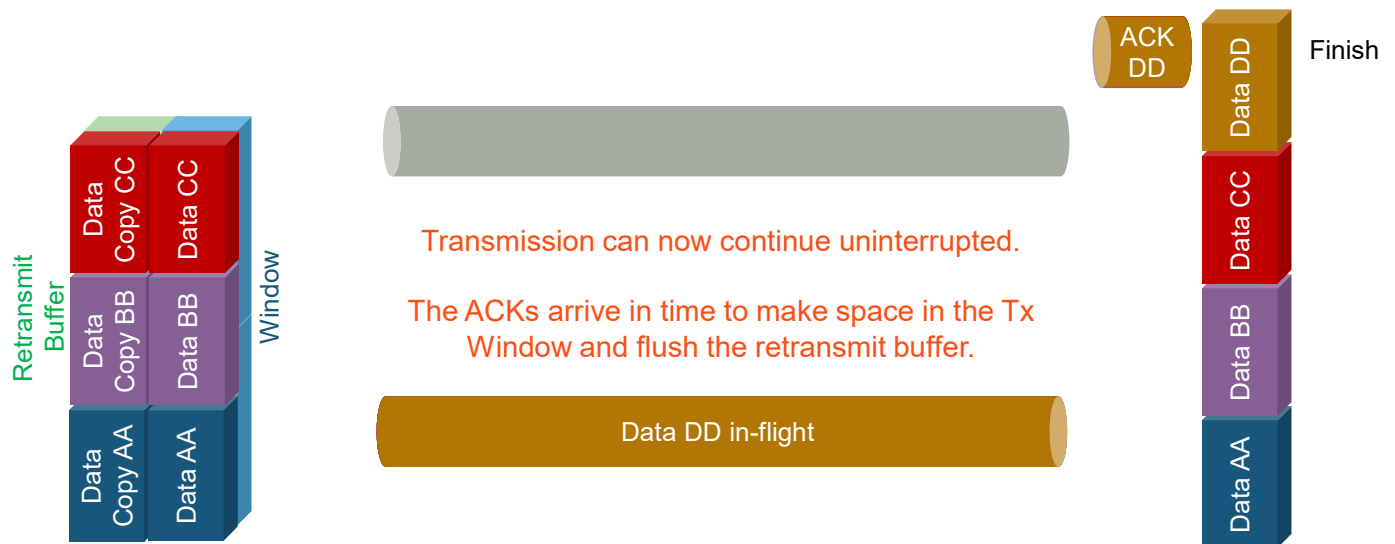 ACK
DD
Data DD
Finish
Retransmit
Buffer
Data
Copy CC
Data CC
Data
Copy BB
Data BB
Data
Copy AA
Data AA
Window
Transmission can now continue uninterrupted.
The ACKs arrive in time to make space in the Tx
Window and flush the retransmit buffer.
Data DD in-flight
Data CC
Data BB
Data AA